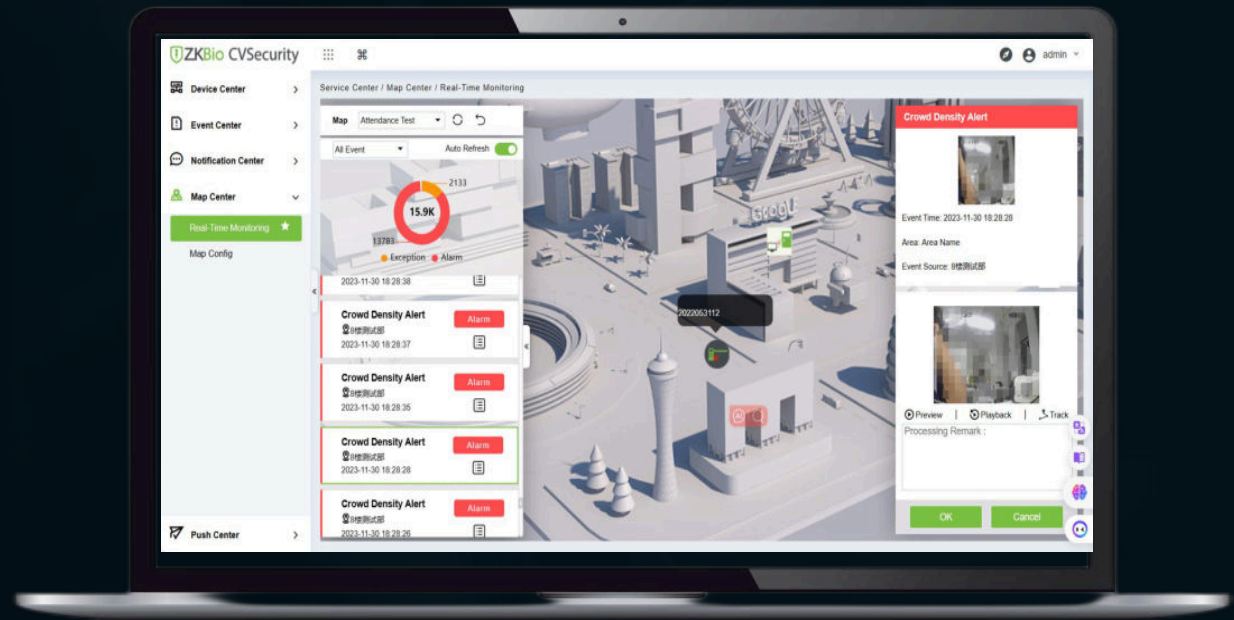 ZKBio CVSecurity
admin
Device Center
Event Center
Notification Center
Map Center
Real-Time Monitoring
Map Config
Push Center
Service Center / Map Center / Real-Time Monitoring
Map Attendance Test
All Event Auto Refresh
2133
15.9K
13783
Exception Alarm
2023-11-30 18:28:38
Crowd Density Alert
Alarm
8楼测试部
2023-11-30 18:28:37
Crowd Density Alert
Alarm
8楼测试部
2023-11-30 18:28:35
Crowd Density Alert
Alarm
8楼测试部
2023-11-30 18:28:28
Crowd Density Alert
Alarm
8楼测试部
2023-11-30 18:28:26
2022053112
AI
Crowd Density Alert
Event Time: 2023-11-30 18:28:28
Area: Area Name
Event Source: 8楼测试部
Preview | Playback | Track
Processing Remark :
OK Cancel